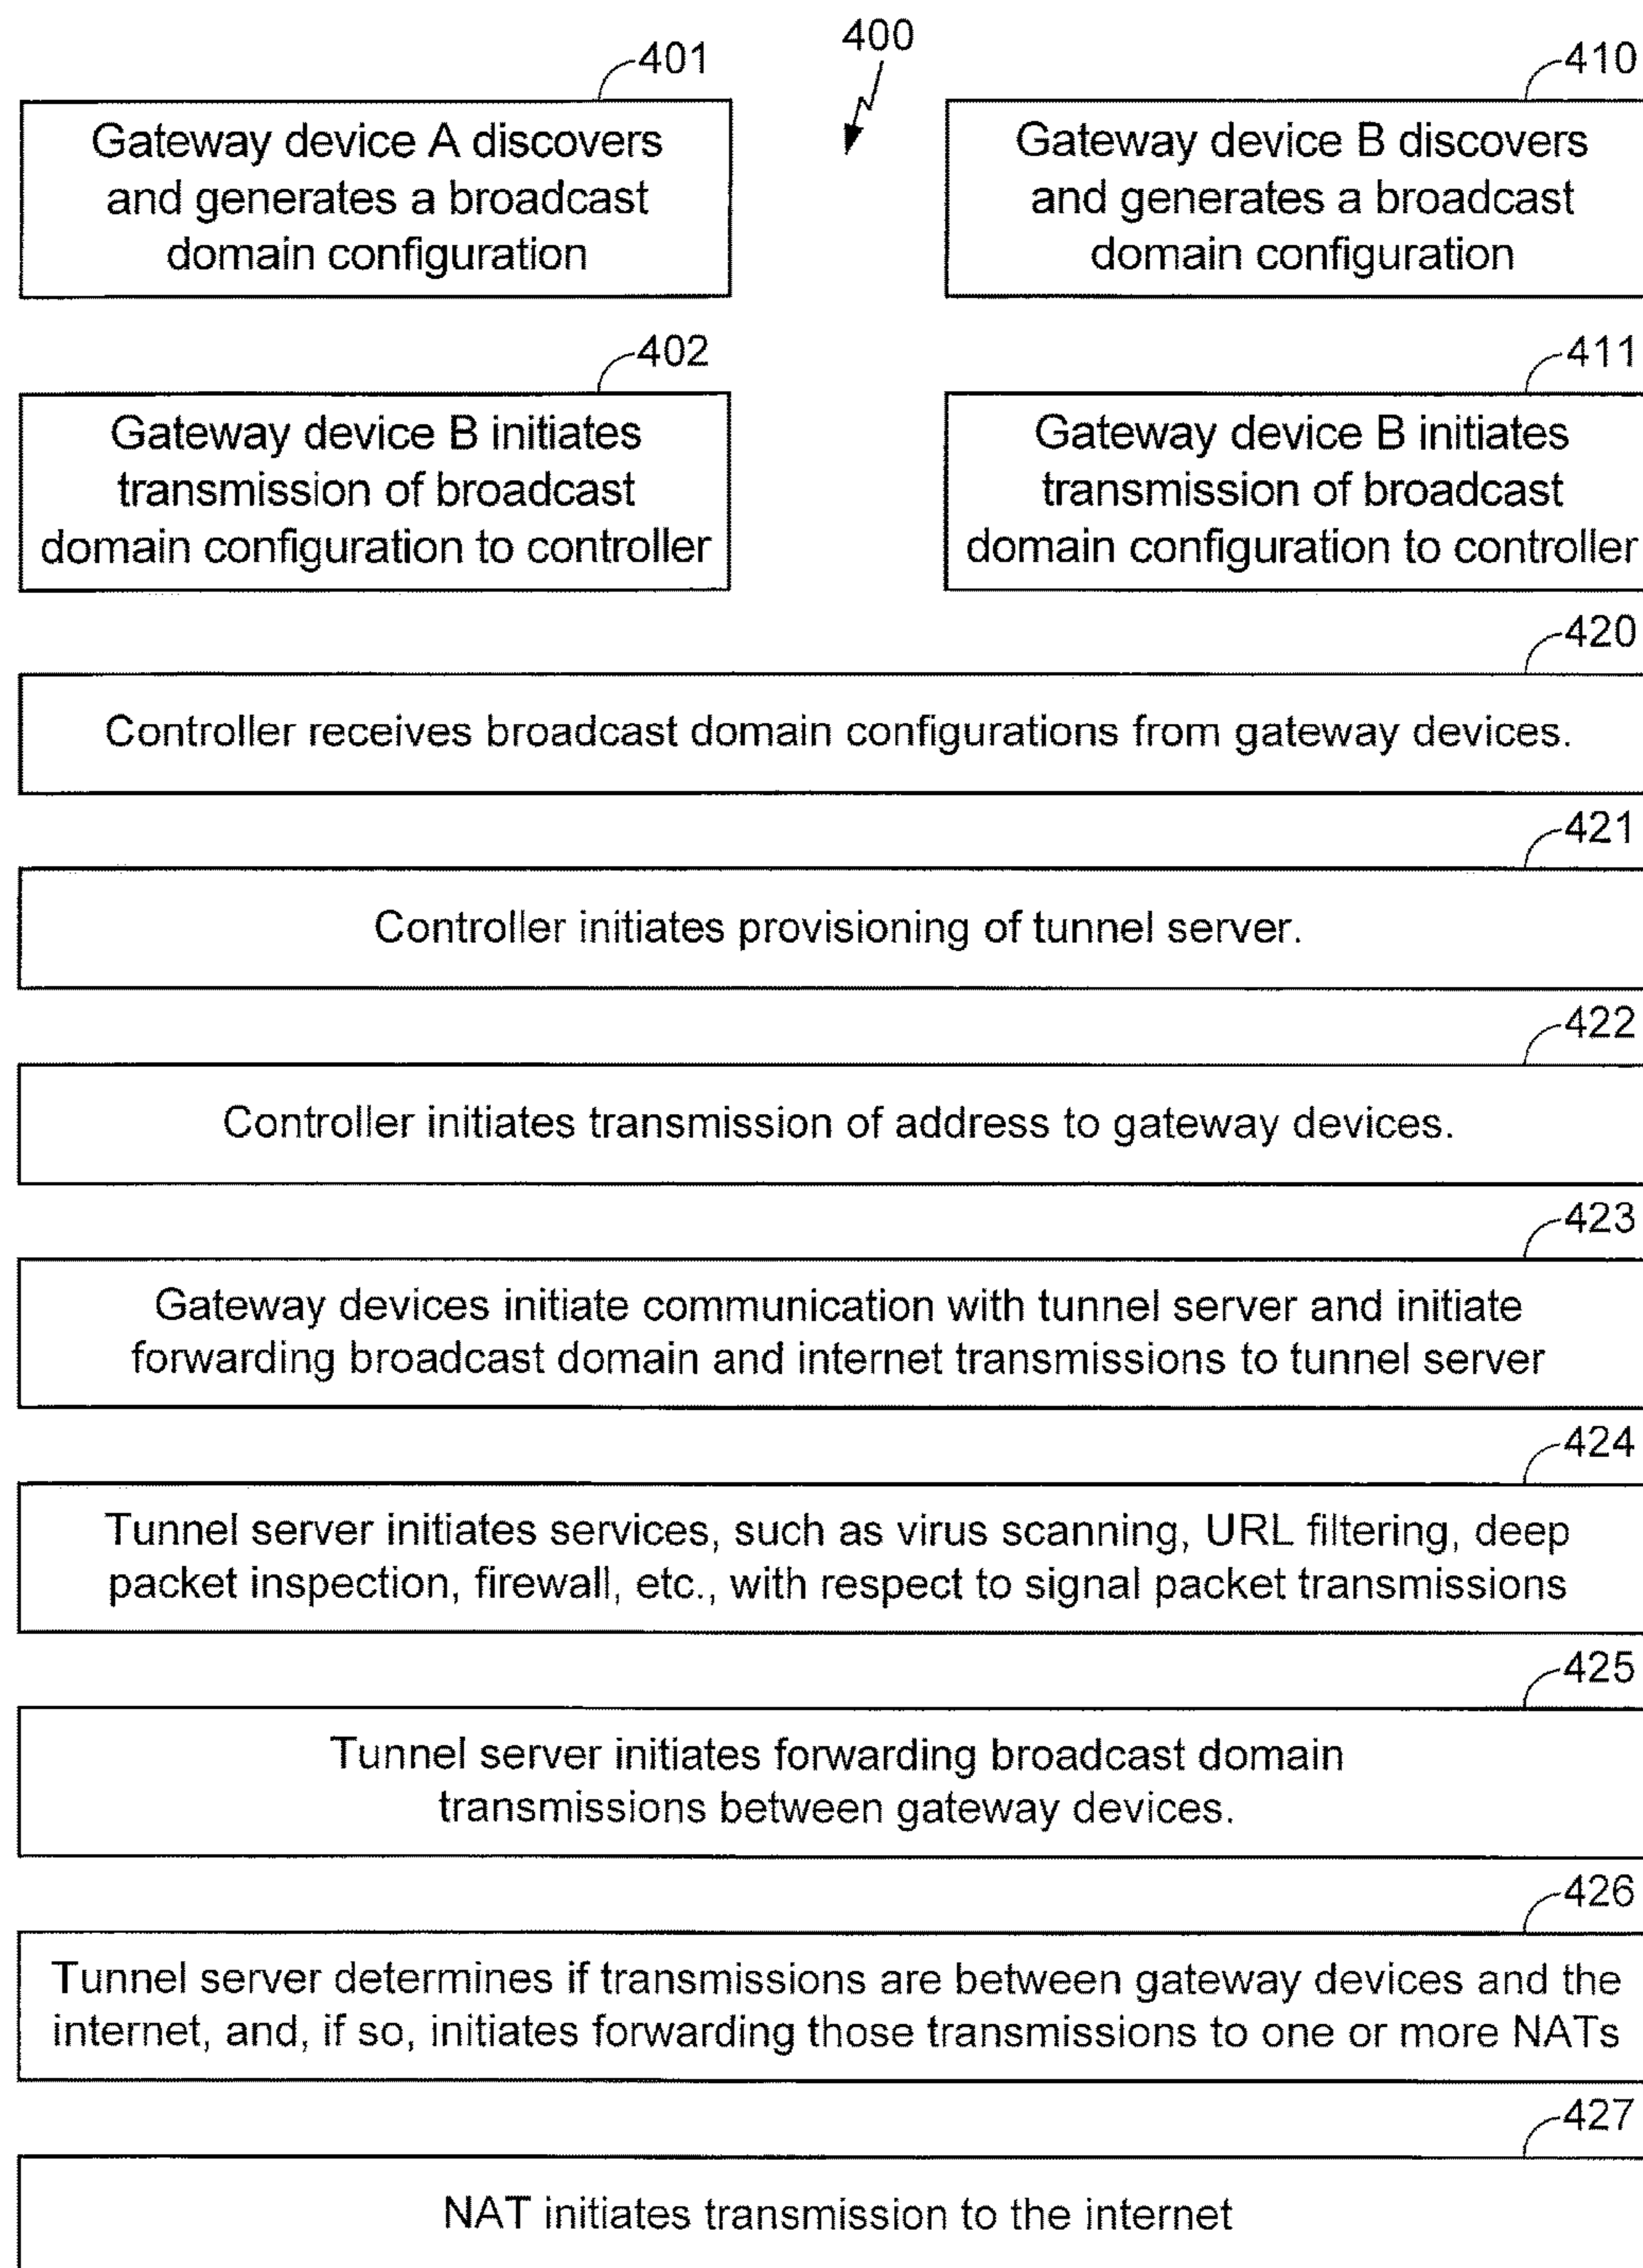 400
401
Gateway device A discovers
and generates a broadcast
domain configuration
410
Gateway device B discovers
and generates a broadcast
domain configuration
402
Gateway device B initiates
transmission of broadcast
domain configuration to controller
411
Gateway device B initiates
transmission of broadcast
domain configuration to controller
420
Controller receives broadcast domain configurations from gateway devices.
421
Controller initiates provisioning of tunnel server.
422
Controller initiates transmission of address to gateway devices.
423
Gateway devices initiate communication with tunnel server and initiate
forwarding broadcast domain and internet transmissions to tunnel server
424
Tunnel server initiates services, such as virus scanning, URL filtering, deep
packet inspection, firewall, etc., with respect to signal packet transmissions
425
Tunnel server initiates forwarding broadcast domain
transmissions between gateway devices.
426
Tunnel server determines if transmissions are between gateway devices and the
internet, and, if so, initiates forwarding those transmissions to one or more NATs
427
NAT initiates transmission to the internet